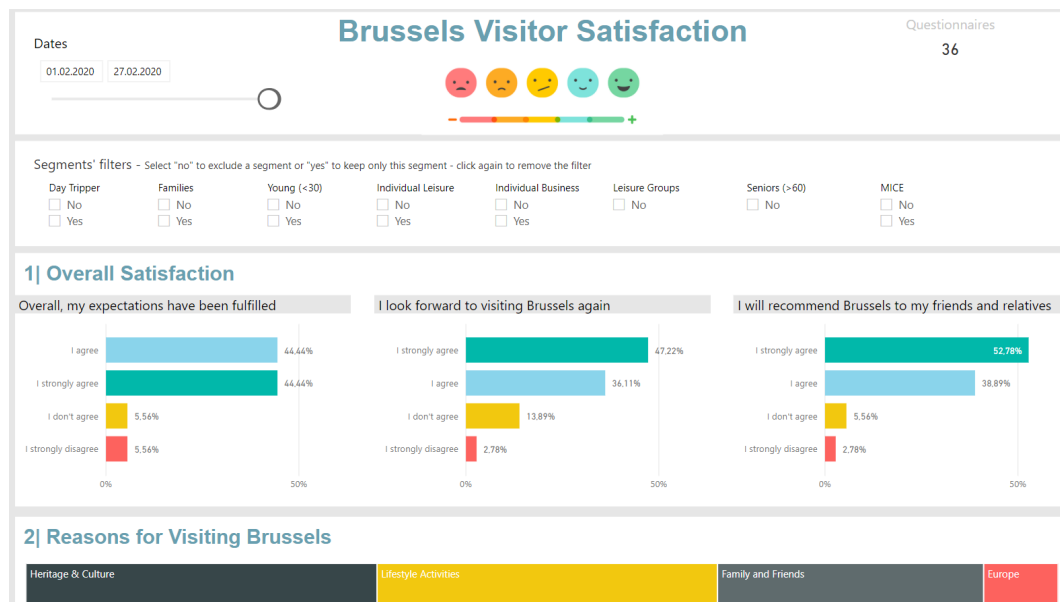 Brussels Visitor Satisfaction
Questionnaires
36
Dates
01.02.2020 27.02.2020
- +
Segments' filters - Select "no" to exclude a segment or "yes" to keep only this segment - click again to remove the filter
Day Tripper Families Young (<30) Individual Leisure Individual Business Leisure Groups Seniors (>60) MICE
No No No No No No No No
Yes Yes Yes Yes Yes Yes
1| Overall Satisfaction
Overall, my expectations have been fulfilled
I agree 44,44%
I strongly agree 44,44%
I don't agree 5,56%
I strongly disagree 5,56%
0% 50%
I look forward to visiting Brussels again
I strongly agree 47,22%
I agree 36,11%
I don't agree 13,89%
I strongly disagree 2,78%
0% 50%
I will recommend Brussels to my friends and relatives
I strongly agree 52,78%
I agree 38,89%
I don't agree 5,56%
I strongly disagree 2,78%
0% 50%
2| Reasons for Visiting Brussels
Heritage & Culture Lifestyle Activities Family and Friends Europe